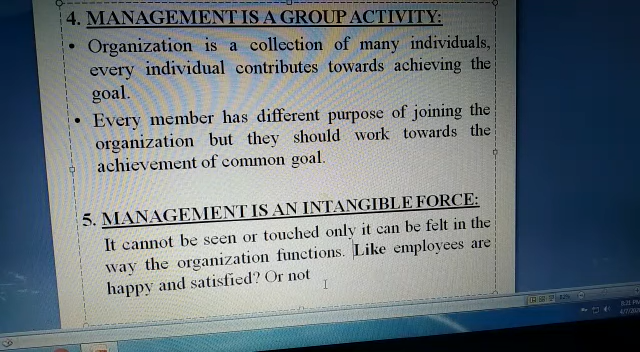 4. MANAGEMENT IS A GROUP ACTIVITY:
• Organization is a collection of many individuals,
every individual contributes towards achieving the
goal.
• Every member has different purpose of joining the
organization but they should work towards the
achievement of common goal.
5. MANAGEMENT IS AN INTANGIBLE FORCE:
It cannot be seen or touched only it can be felt in the
way the organization functions. Like employees are
happy and satisfied? Or not